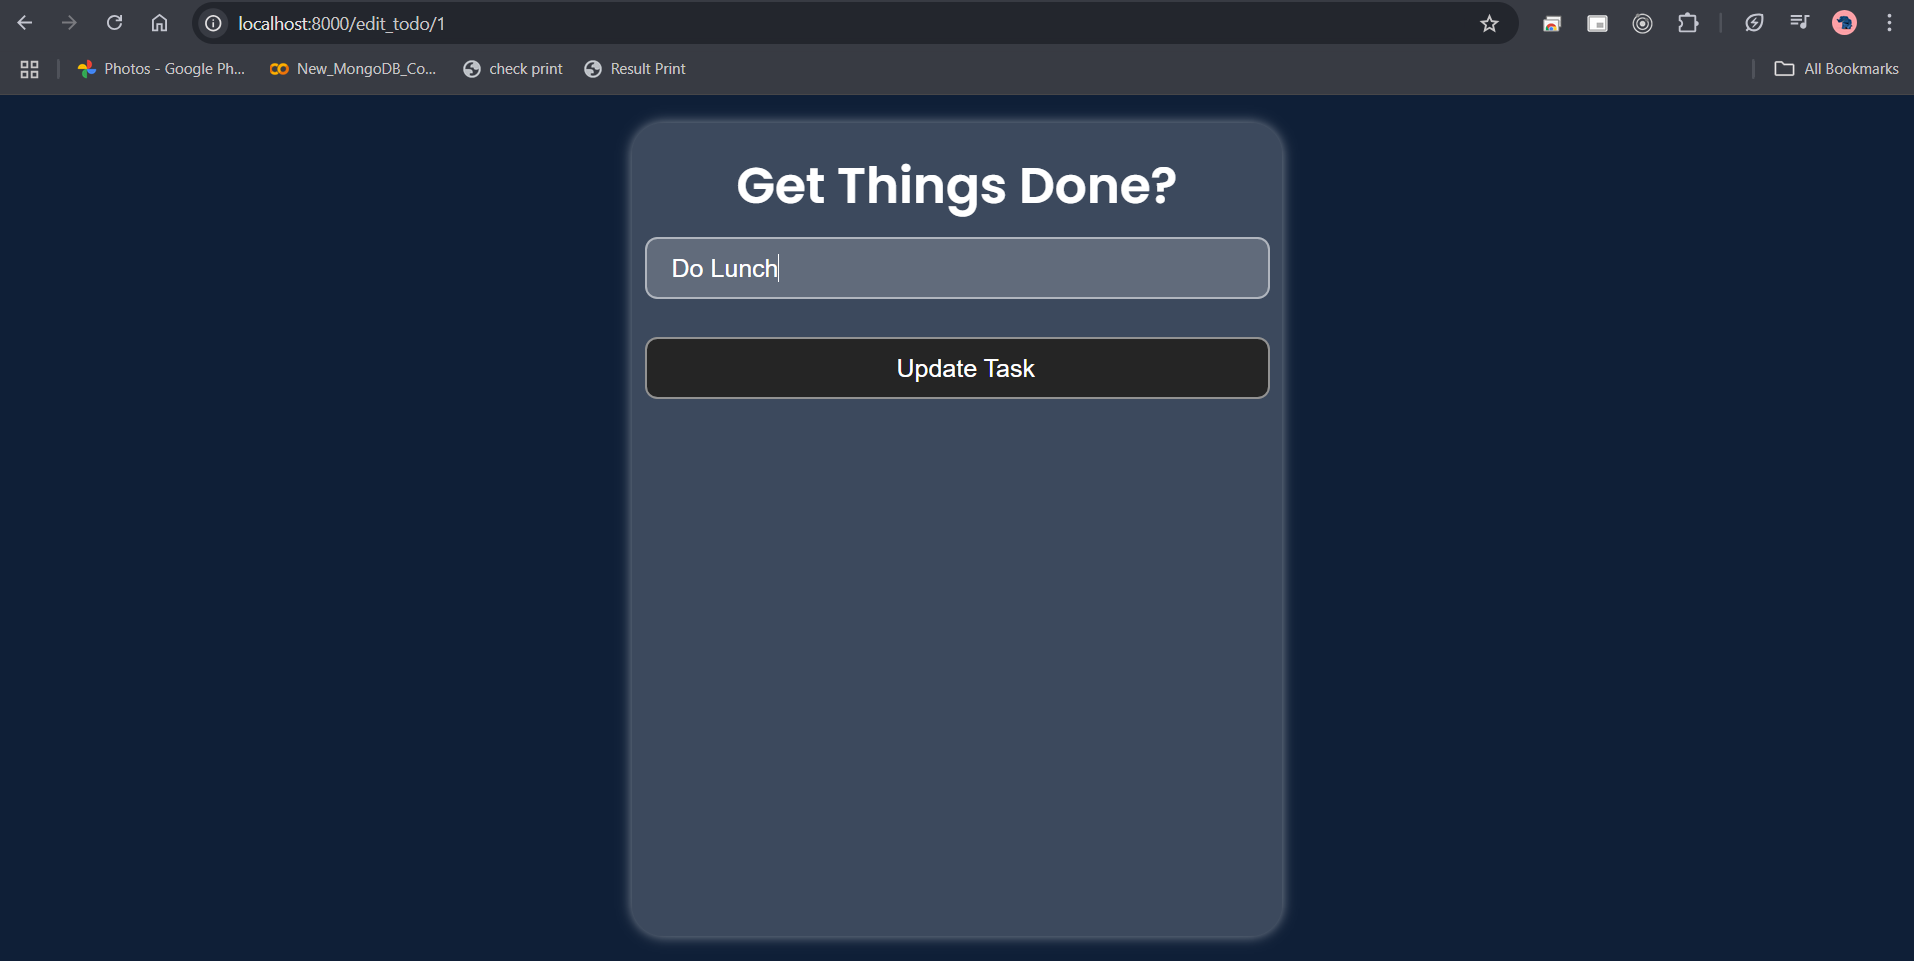 localhost:8000/edit_todo/1
Photos - Google Ph... New_MongoDB_Co... check print Result Print All Bookmarks
Get Things Done?
Do Lunch
Update Task